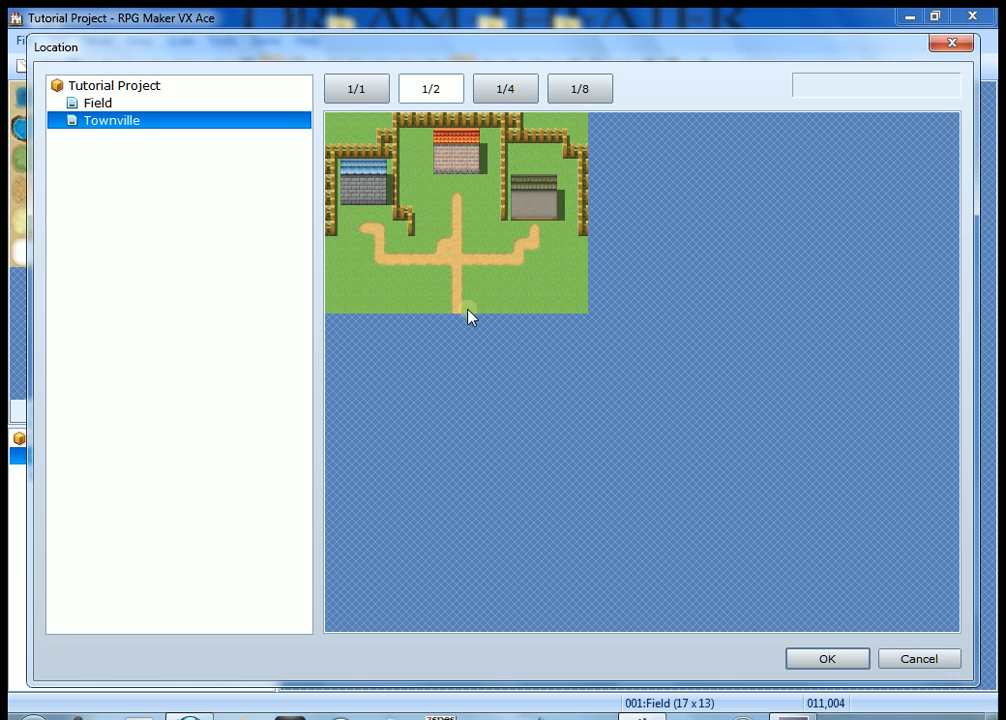 Tutorial Project - RPG Maker VX Ace
Location
Tutorial Project
Field
Townville
1/1
1/2
1/4
1/8
OK
Cancel
001:Field (17 x 13)
011,004